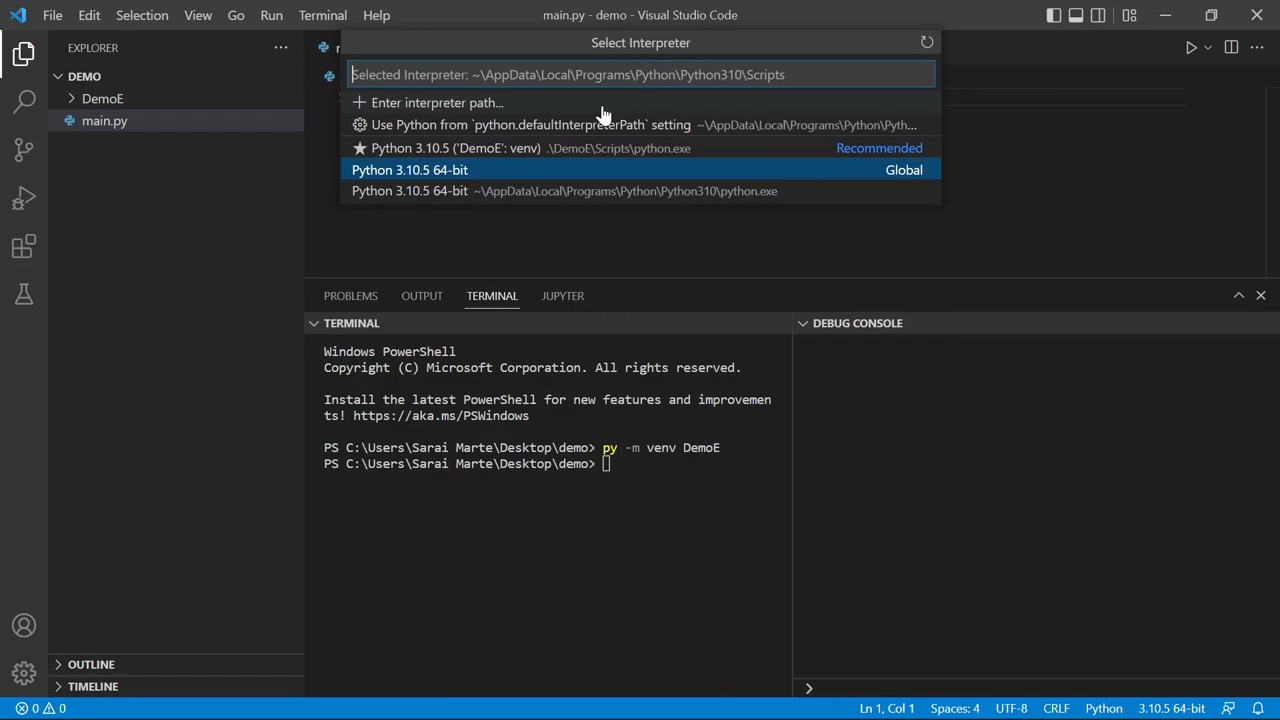 File Edit Selection View Go Run Terminal Help main.py - demo - Visual Studio Code
EXPLORER
DEMO
DemoE
main.py
OUTLINE
TIMELINE
Select Interpreter
Selected Interpreter: ~\AppData\Local\Programs\Python\Python310\Scripts
Enter interpreter path...
Use Python from `python.defaultInterpreterPath` setting ~\AppData\Local\Programs\Python\Pyth...
Python 3.10.5 ('DemoE': venv) .\DemoE\Scripts\python.exe Recommended
Python 3.10.5 64-bit Global
Python 3.10.5 64-bit ~\AppData\Local\Programs\Python\Python310\python.exe
PROBLEMS OUTPUT TERMINAL JUPYTER
TERMINAL
Windows PowerShell
Copyright (C) Microsoft Corporation. All rights reserved.
Install the latest PowerShell for new features and improvemen
ts! https://aka.ms/PSWindows
PS C:\Users\Sarai Marte\Desktop\demo> py -m venv DemoE
PS C:\Users\Sarai Marte\Desktop\demo>
DEBUG CONSOLE
0 0 Ln 1, Col 1 Spaces: 4 UTF-8 CRLF Python 3.10.5 64-bit